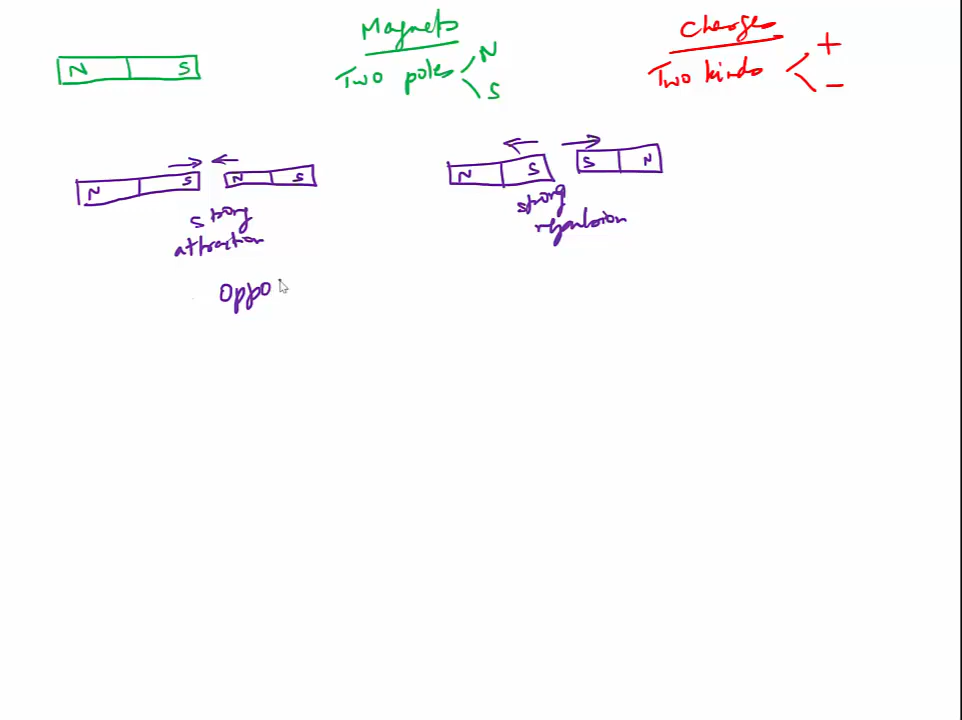 Magnets
Charges
N S
Two poles N
S
Two kinds +
-
N S N S
N S S N
strong
attraction
strong
repulsion
oppo